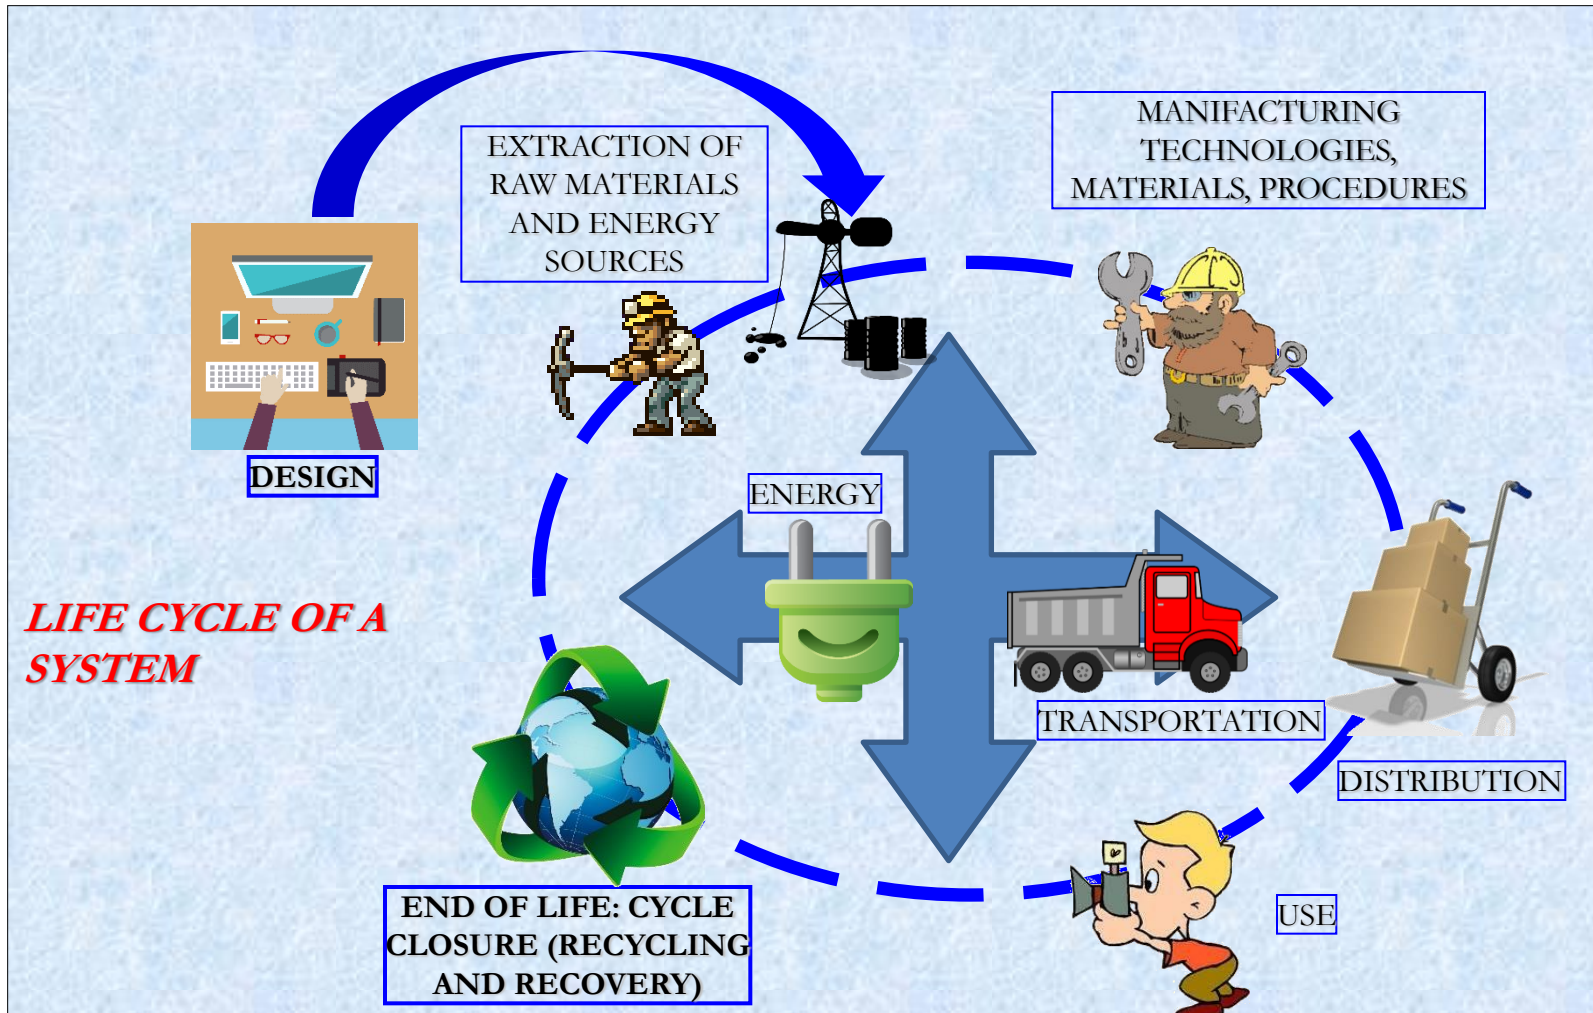 EXTRACTION OF
RAW MATERIALS
AND ENERGY
SOURCES
MANIFACTURING
TECHNOLOGIES,
MATERIALS, PROCEDURES
DESIGN
ENERGY
LIFE CYCLE OF A
SYSTEM
TRANSPORTATION
DISTRIBUTION
END OF LIFE: CYCLE
CLOSURE (RECYCLING
AND RECOVERY)
USE